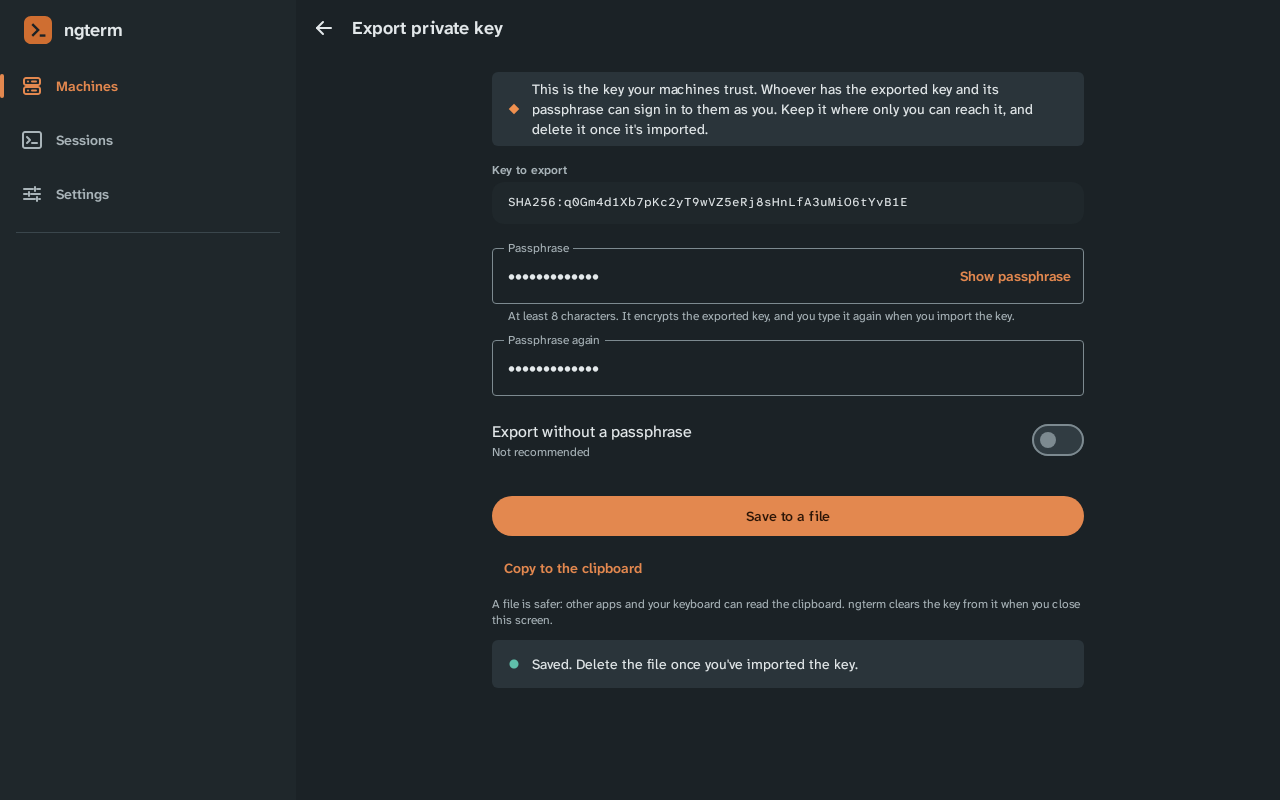 ngterm
Export private key
Machines
Sessions
Settings
This is the key your machines trust. Whoever has the exported key and its
passphrase can sign in to them as you. Keep it where only you can reach it, and
delete it once it's imported.
Key to export
SHA256:q0Gm4d1Xb7pKc2yT9wVZ5eRj8sHnLfA3uMiO6tYvB1E
Passphrase
•••••••••••••
Show passphrase
At least 8 characters. It encrypts the exported key, and you type it again when you import the key.
Passphrase again
•••••••••••••
Export without a passphrase
Not recommended
Save to a file
Copy to the clipboard
A file is safer: other apps and your keyboard can read the clipboard. ngterm clears the key from it when you close
this screen.
Saved. Delete the file once you've imported the key.